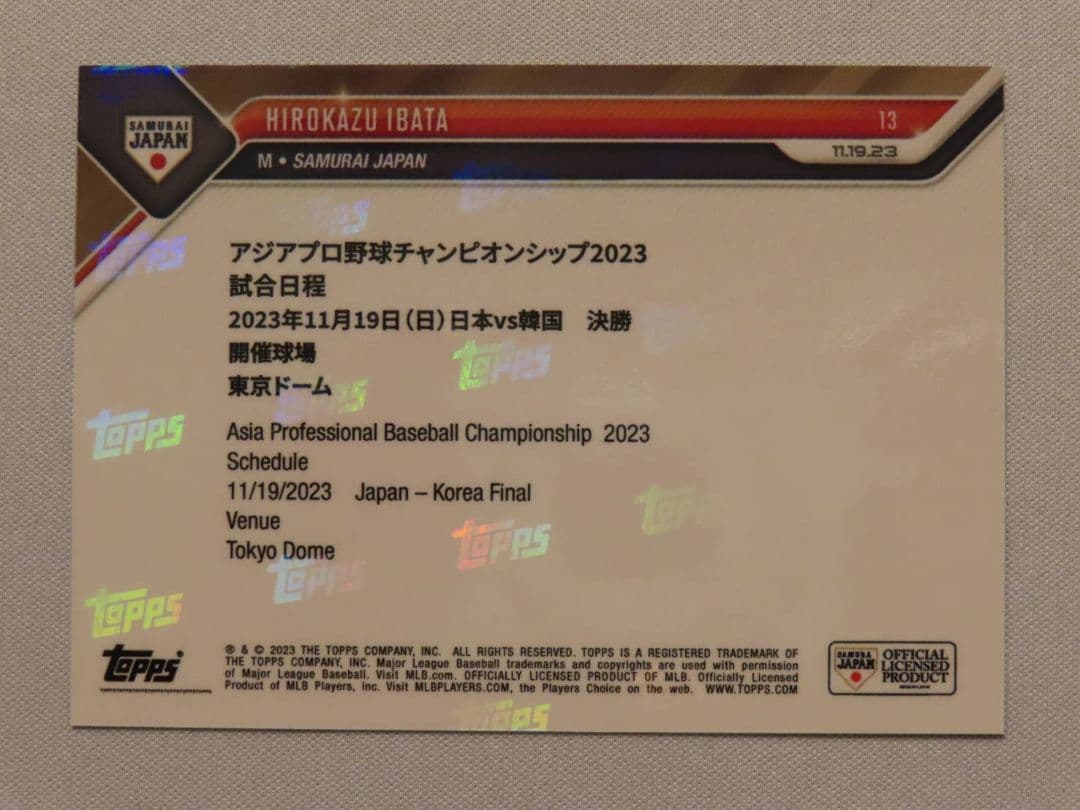 SAMURAI
JAPAN
HIROKAZU IBATA
13
M • SAMURAI JAPAN
11.19.23
アジアプロ野球チャンピオンシップ2023
試合日程
2023年11月19日(日)日本vs韓国 決勝
開催球場
東京ドーム
Asia Professional Baseball Championship 2023
Schedule
11/19/2023 Japan – Korea Final
Venue
Tokyo Dome
topps
topps
topps
topps
topps
topps
topps
topps
® & © 2023 THE TOPPS COMPANY, INC. ALL RIGHTS RESERVED. TOPPS IS A REGISTERED TRADEMARK OF
THE TOPPS COMPANY, INC. Major League Baseball trademarks and copyrights are used with permission
of Major League Baseball. Visit MLB.com. OFFICIALLY LICENSED PRODUCT OF MLB. Officially Licensed
Product of MLB Players, Inc. Visit MLBPLAYERS.COM, the Players Choice on the web. WWW.TOPPS.COM
SAMURAI
JAPAN
OFFICIAL
LICENSED
PRODUCT